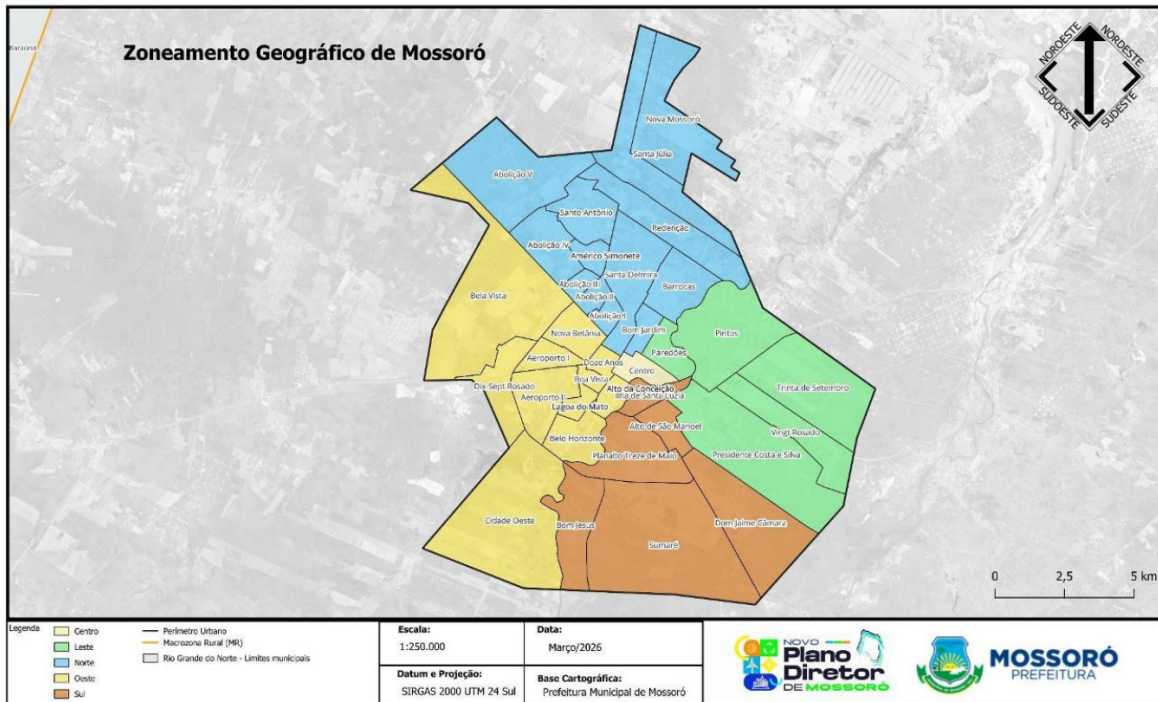 Baraúna
Zoneamento Geográfico de Mossoró
NOROESTE
NORDESTE
SUDOESTE
SUDESTE
Nova Mossoró
Santa Júlia
Abolição V
Santo Antônio
Redenção
Abolição IV
Américo Simonete
Santa Delmira
Abolição III
Barrocas
Abolição II
Bela Vista
Abolição I
Bom Jardim
Nova Betânia
Pintos
Paredões
Aeroporto I
Doze Anos
Centro
Boa Vista
Dix-Sept Rosado
Alto da Conceição
Trinta de Setembro
Ilha de Santa Luzia
Aeroporto II
Lagoa do Mato
Alto de São Manoel
Vingt Rosado
Belo Horizonte
Planalto Treze de Maio
Presidente Costa e Silva
Cidade Oeste
Bom Jesus
Dom Jaime Câmara
Sumaré
0 2,5 5 km
Legenda
Centro
Leste
Norte
Oeste
Sul
Perímetro Urbano
Macrozona Rural (MR)
Rio Grande do Norte - Limites municipais
Escala:
1:250.000
Data:
Março/2026
Datum e Projeção:
SIRGAS 2000 UTM 24 Sul
Base Cartográfica:
Prefeitura Municipal de Mossoró
NOVO
Plano
Diretor
DE MOSSORÓ
MOSSORÓ
PREFEITURA